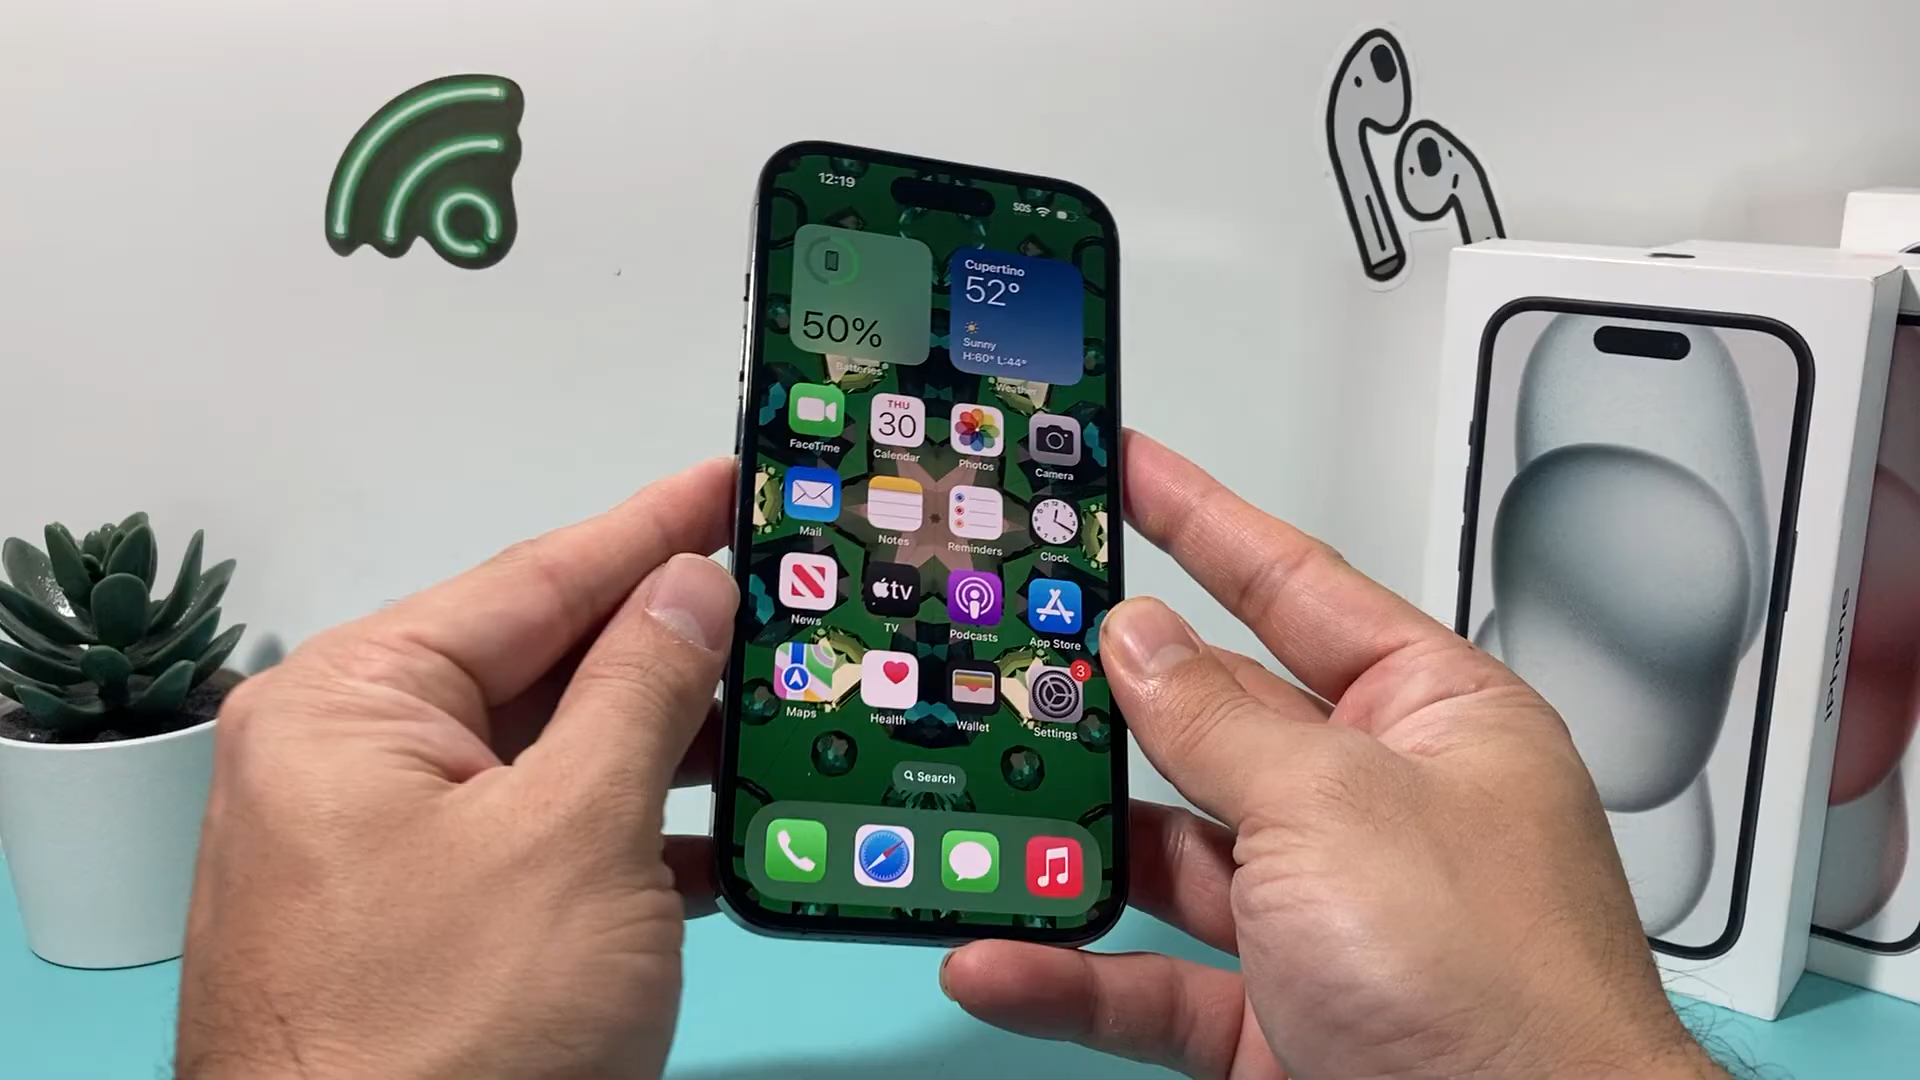 12:19
SOS
50%
Batteries
Cupertino
52°
Sunny
H:60° L:44°
Weather
FaceTime
THU
30
Calendar
Photos
Camera
Mail
Notes
Reminders
Clock
News
tv
TV
Podcasts
App Store
Maps
Health
Wallet
3
Settings
Search
iPhone